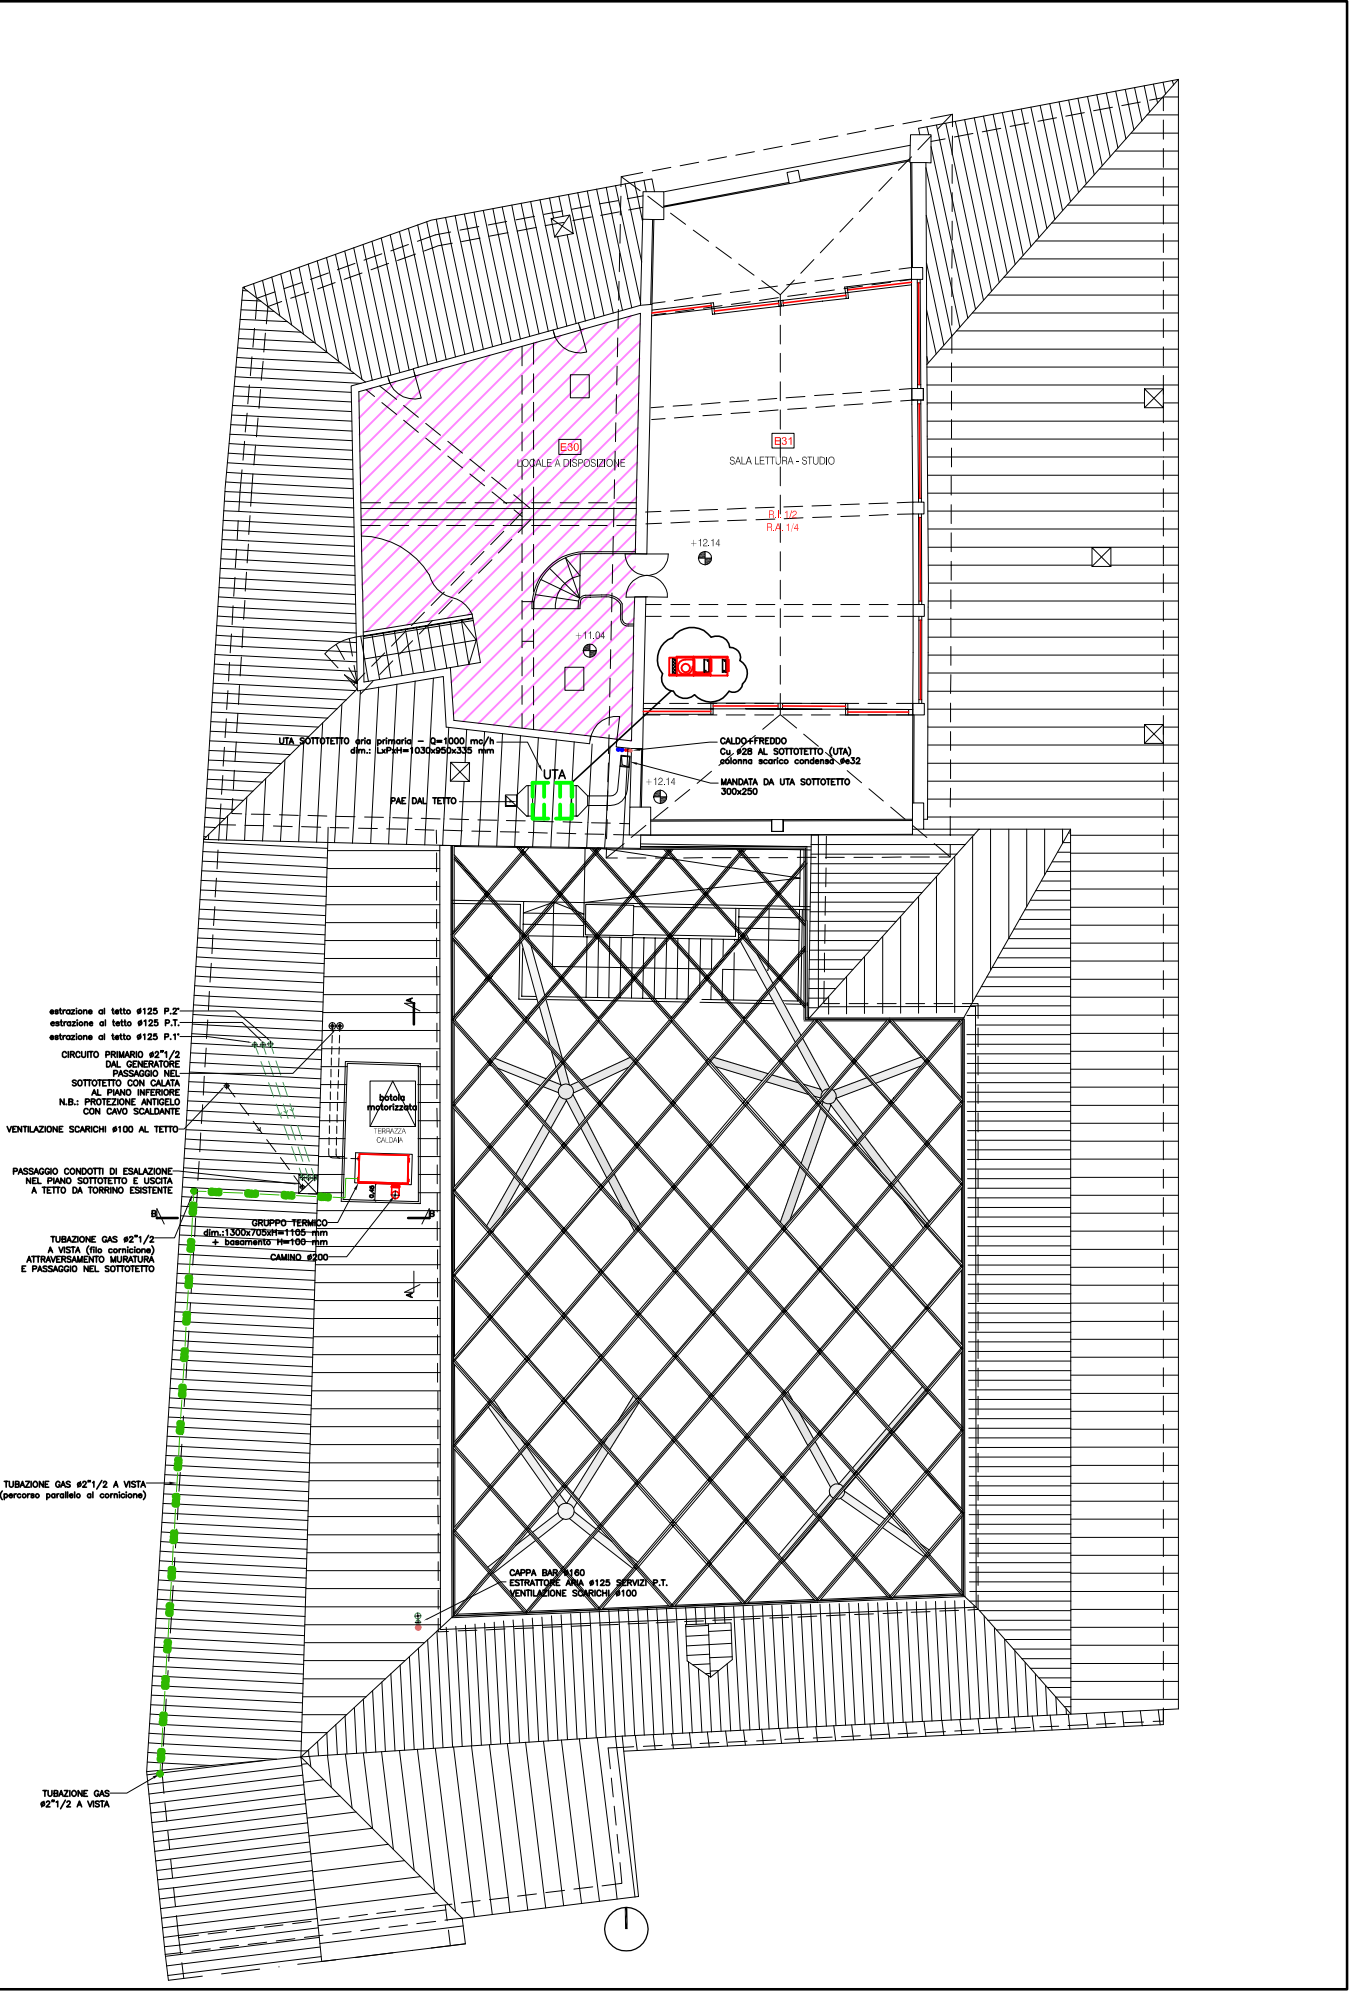 E30
LOCALE A DISPOSIZIONE
E31
SALA LETTURA - STUDIO
R.I. 1/2
R.A. 1/4
+12.14
+11.04
UTA SOTTOTETTO aria primaria - Q=1000 mc/h
dim.: LxPxH=1030x950x335 mm
UTA
PAE DAL TETTO
CALDO+FREDDO
Cu ø28 AL SOTTOTETTO (UTA)
colonna scarico condensa øe32
+12.14
MANDATA DA UTA SOTTOTETTO
300x250
estrazione al tetto ø125 P.2°
estrazione al tetto ø125 P.T.
estrazione al tetto ø125 P.1°
CIRCUITO PRIMARIO ø2"1/2
DAL GENERATORE
PASSAGGIO NEL
SOTTOTETTO CON CALATA
AL PIANO INFERIORE
N.B.: PROTEZIONE ANTIGELO
CON CAVO SCALDANTE
VENTILAZIONE SCARICHI ø100 AL TETTO
A
botola
motorizzata
TERRAZZA
CALDAIA
PASSAGGIO CONDOTTI DI ESALAZIONE
NEL PIANO SOTTOTETTO E USCITA
A TETTO DA TORRINO ESISTENTE
0,45
B
B
GRUPPO TERMICO
dim.:1300x705xH=1105 mm
+ basamento H=100 mm
CAMINO ø200
TUBAZIONE GAS ø2"1/2
A VISTA (filo cornicione)
ATTRAVERSAMENTO MURATURA
E PASSAGGIO NEL SOTTOTETTO
A
TUBAZIONE GAS ø2"1/2 A VISTA
(percorso parallelo al cornicione)
CAPPA BAR ø160
ESTRATTORE ARIA ø125 SERVIZI P.T.
VENTILAZIONE SCARICHI ø100
TUBAZIONE GAS
ø2"1/2 A VISTA